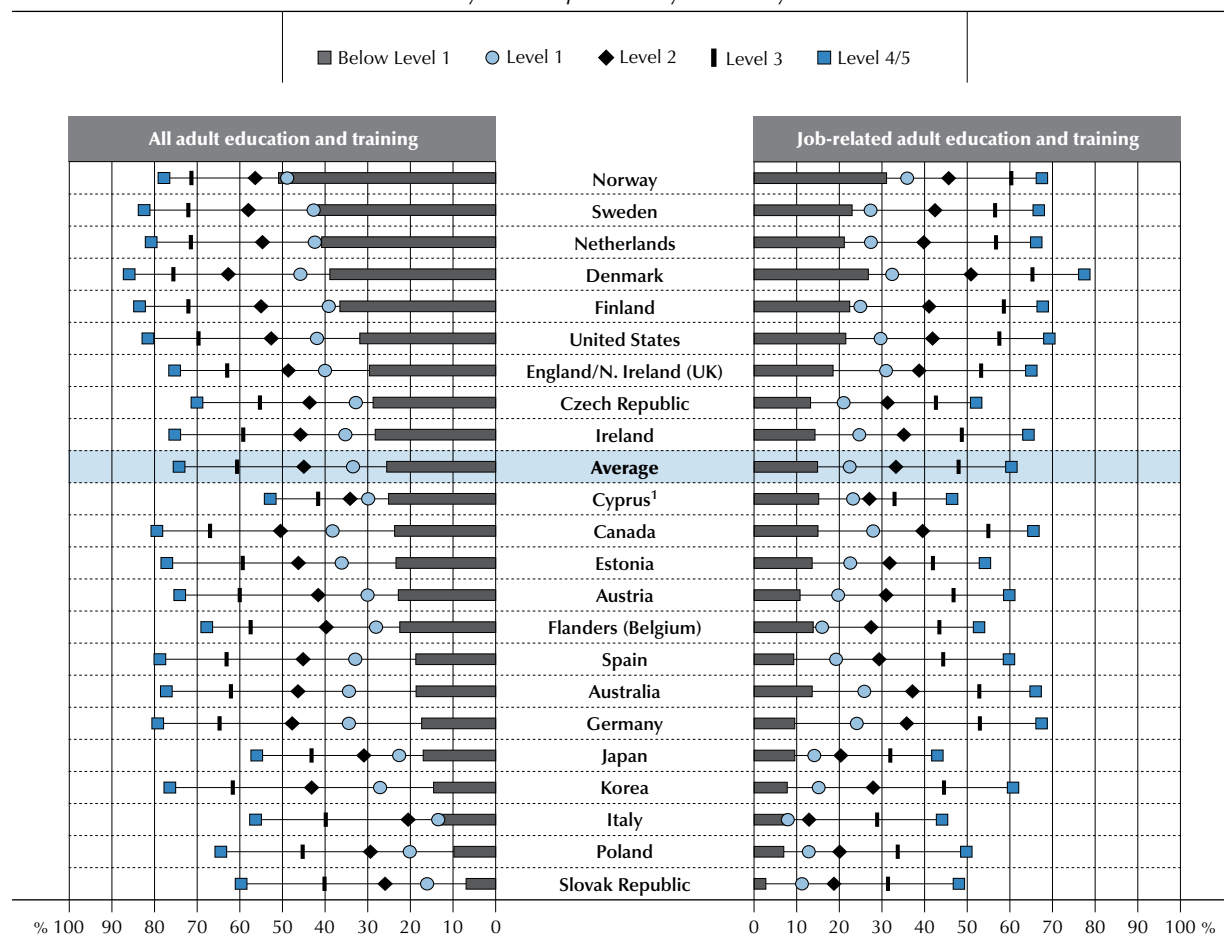 Below Level 1 Level 1 Level 2 Level 3 Level 4/5
All adult education and training Job-related adult education and training
Norway
Sweden
Netherlands
Denmark
Finland
United States
England/N. Ireland (UK)
Czech Republic
Ireland
Average
Cyprus1
Canada
Estonia
Austria
Flanders (Belgium)
Spain
Australia
Germany
Japan
Korea
Italy
Poland
Slovak Republic
% 100 90 80 70 60 50 40 30 20 10 0 0 10 20 30 40 50 60 70 80 90 100 %